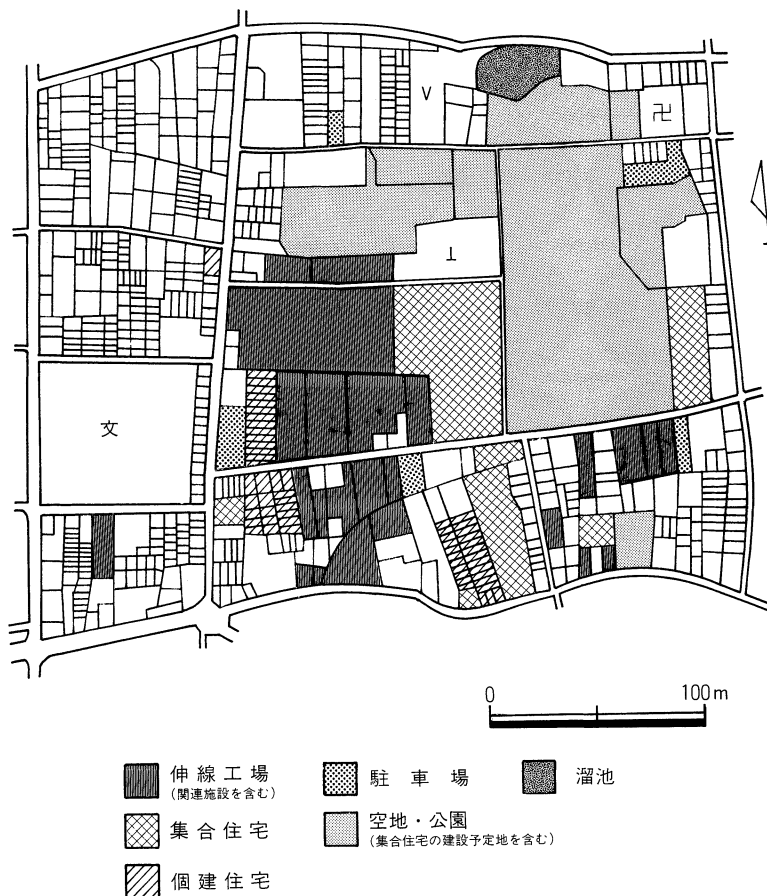 V
卍
⊥
文
0 100m
伸線工場
(関連施設を含む)
駐車場
溜池
集合住宅
空地・公園
(集合住宅の建設予定地を含む)
個建住宅